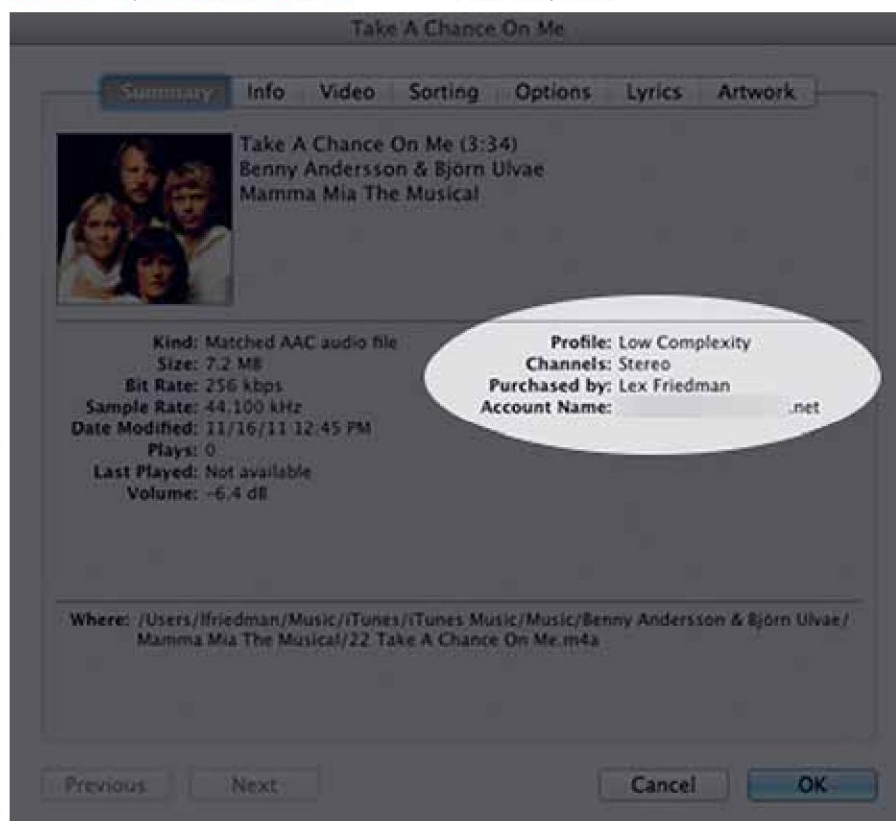 Take A Chance On Me
Summary Info Video Sorting Options Lyrics Artwork
Take A Chance On Me (3:34)
Benny Andersson & Björn Ulvae
Mamma Mia The Musical
Kind: Matched AAC audio file
Size: 7.2 MB
Bit Rate: 256 kbps
Sample Rate: 44.100 kHz
Date Modified: 11/16/11 12:45 PM
Plays: 0
Last Played: Not available
Volume: -6.4 dB
Profile: Low Complexity
Channels: Stereo
Purchased by: Lex Friedman
Account Name: .net
Where: /Users/lfriedman/Music/iTunes/iTunes Music/Music/Benny Andersson & Björn Ulvae/
Mamma Mia The Musical/22 Take A Chance On Me.m4a
Previous Next Cancel OK